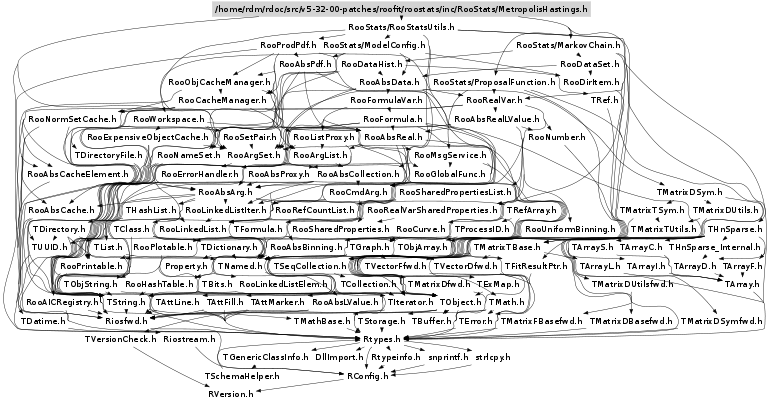 /home/rdm/rdoc/src/v5-32-00-patches/roofit/roostats/inc/RooStats/MetropolisHastings.h
RooStats/RooStatsUtils.h
RooProdPdf.h RooStats/ModelConfig.h RooStats/MarkovChain.h
RooAbsPdf.h RooDataHist.h RooDataSet.h
RooObjCacheManager.h RooAbsData.h RooStats/ProposalFunction.h RooDirItem.h
RooCacheManager.h RooFormulaVar.h RooRealVar.h TRef.h
RooNormSetCache.h RooWorkspace.h RooFormula.h RooAbsRealLValue.h
RooExpensiveObjectCache.h RooSetPair.h RooListProxy.h RooAbsReal.h RooNumber.h
TDirectoryFile.h RooNameSet.h RooArgSet.h RooArgList.h RooMsgService.h
RooAbsCacheElement.h RooErrorHandler.h RooAbsProxy.h RooAbsCollection.h RooGlobalFunc.h
RooAbsArg.h RooCmdArg.h RooSharedPropertiesList.h TMatrixDSym.h
RooAbsCache.h THashList.h RooLinkedListIter.h RooRefCountList.h RooRealVarSharedProperties.h TRefArray.h TMatrixTSym.h TMatrixDUtils.h
TDirectory.h TClass.h RooLinkedList.h TFormula.h RooSharedProperties.h RooCurve.h TProcessID.h RooUniformBinning.h TMatrixTUtils.h THnSparse.h
TUUID.h TList.h RooPlotable.h TDictionary.h RooAbsBinning.h TGraph.h TObjArray.h TMatrixTBase.h TArrayS.h TArrayC.h THnSparse_Internal.h
RooPrintable.h Property.h TNamed.h TSeqCollection.h TVectorFfwd.h TVectorDfwd.h TFitResultPtr.h TArrayL.h TArrayI.h TArrayD.h TArrayF.h
TObjString.h RooHashTable.h TBits.h RooLinkedListElem.h TCollection.h TMatrixDfwd.h TExMap.h TMatrixDUtilsfwd.h TArray.h
RooAICRegistry.h TString.h TAttLine.h TAttFill.h TAttMarker.h RooAbsLValue.h TIterator.h TObject.h TMath.h
TDatime.h Riosfwd.h TMathBase.h TStorage.h TBuffer.h TError.h TMatrixFBasefwd.h TMatrixDBasefwd.h TMatrixDSymfwd.h
TVersionCheck.h Riostream.h Rtypes.h
TGenericClassInfo.h DllImport.h Rtypeinfo.h snprintf.h strlcpy.h
TSchemaHelper.h RConfig.h
RVersion.h